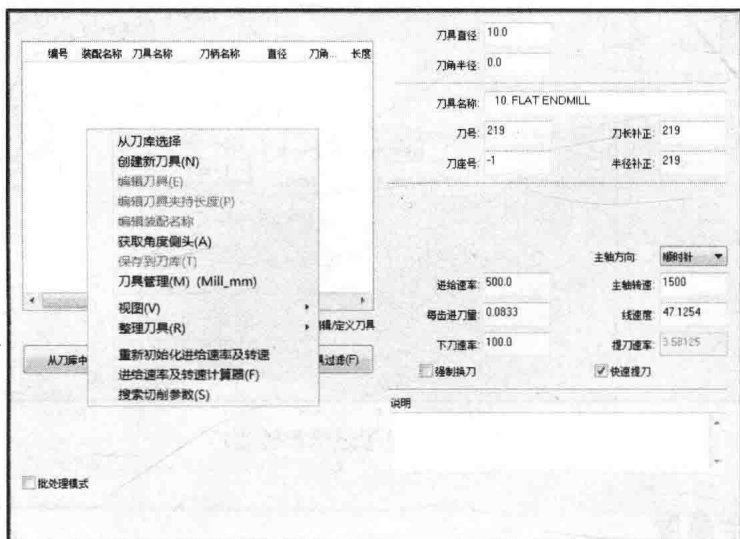 编号 装配名称 刀具名称 刀柄名称 直径 刀角... 长度
从刀库选择
创建新刀具(N)
编辑刀具(E)
编辑刀具夹持长度(P)
编辑装配名称
获取角度侧头(A)
保存到刀库(T)
刀具管理(M) (Mill_mm)
视图(V)
整理刀具(R)
重新初始化进给速率及转速
进给速率及转速计算器(F)
搜索切削参数(S)
辑/定义刀具
从刀库中
过滤(F)
批处理模式
刀具直径: 10.0
刀角半径: 0.0
刀具名称: 10. FLAT ENDMILL
刀号: 219 刀长补正: 219
刀座号: -1 半径补正: 219
主轴方向: 顺时针
进给速率: 500.0 主轴转速: 1500
每齿进刀量: 0.0833 线速度: 47.1254
下刀速率: 100.0 提刀速率: 3.58125
强制换刀 快速提刀
说明